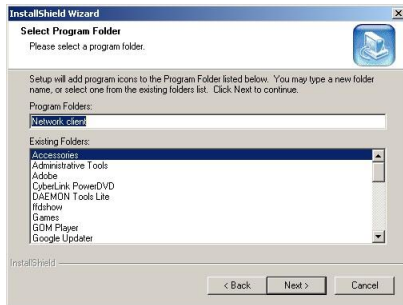 InstallShield Wizard
Select Program Folder
Please select a program folder.
Setup will add program icons to the Program Folder listed below. You may type a new folder
name, or select one from the existing folders list. Click Next to continue.
Program Folders:
Network client
Existing Folders:
Accessories
Administrative Tools
Adobe
CyberLink PowerDVD
DAEMON Tools Lite
ffdshow
Games
GOM Player
Google Updater
InstallShield
< Back
Next >
Cancel